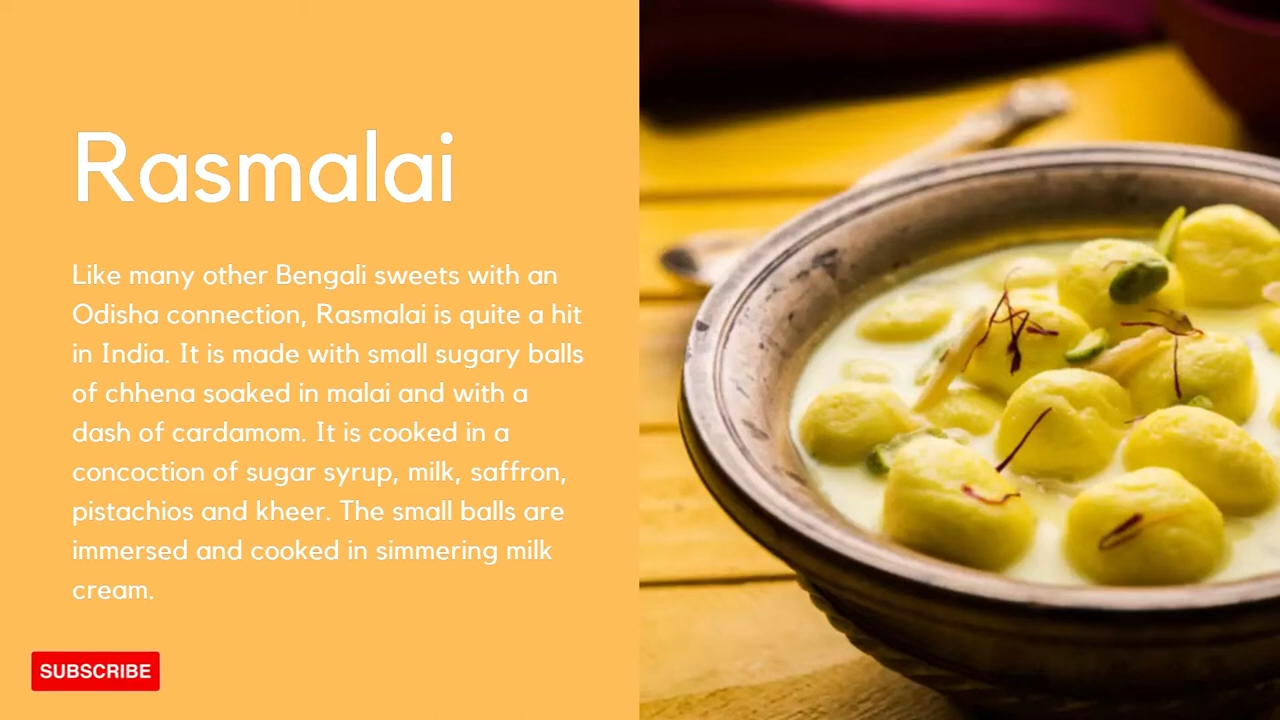 Rasmalai
Like many other Bengali sweets with an
Odisha connection, Rasmalai is quite a hit
in India. It is made with small sugary balls
of chhena soaked in malai and with a
dash of cardamom. It is cooked in a
concoction of sugar syrup, milk, saffron,
pistachios and kheer. The small balls are
immersed and cooked in simmering milk
cream.
SUBSCRIBE